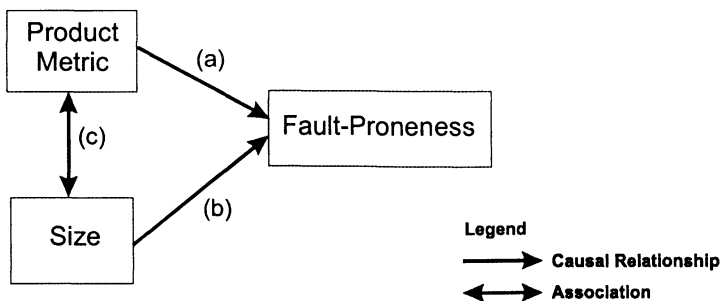 Product
Metric
(a)
Fault-Proneness
(c)
(b)
Size
Legend
Causal Relationship
Association